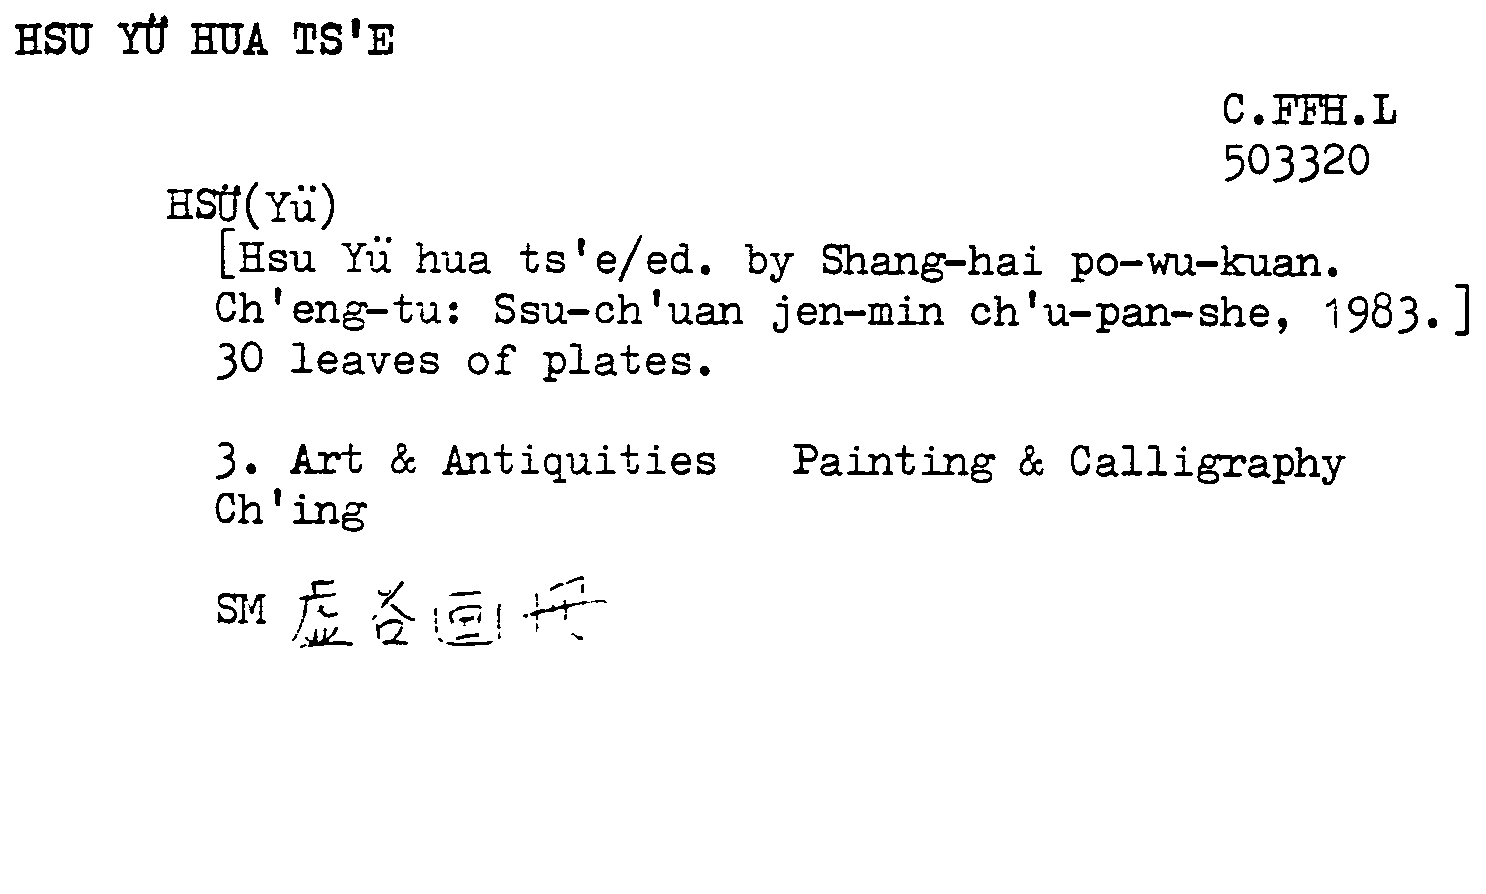 HSU YÜ HUA TS'E
C.FFH.L
503320
HSÜ(Yü)
[Hsu Yü hua ts'e/ed. by Shang-hai po-wu-kuan.
Ch'eng-tu: Ssu-ch'uan jen-min ch'u-pan-she, 1983.]
30 leaves of plates.
3. Art & Antiquities Painting & Calligraphy
Ch'ing
SM 虚谷画册